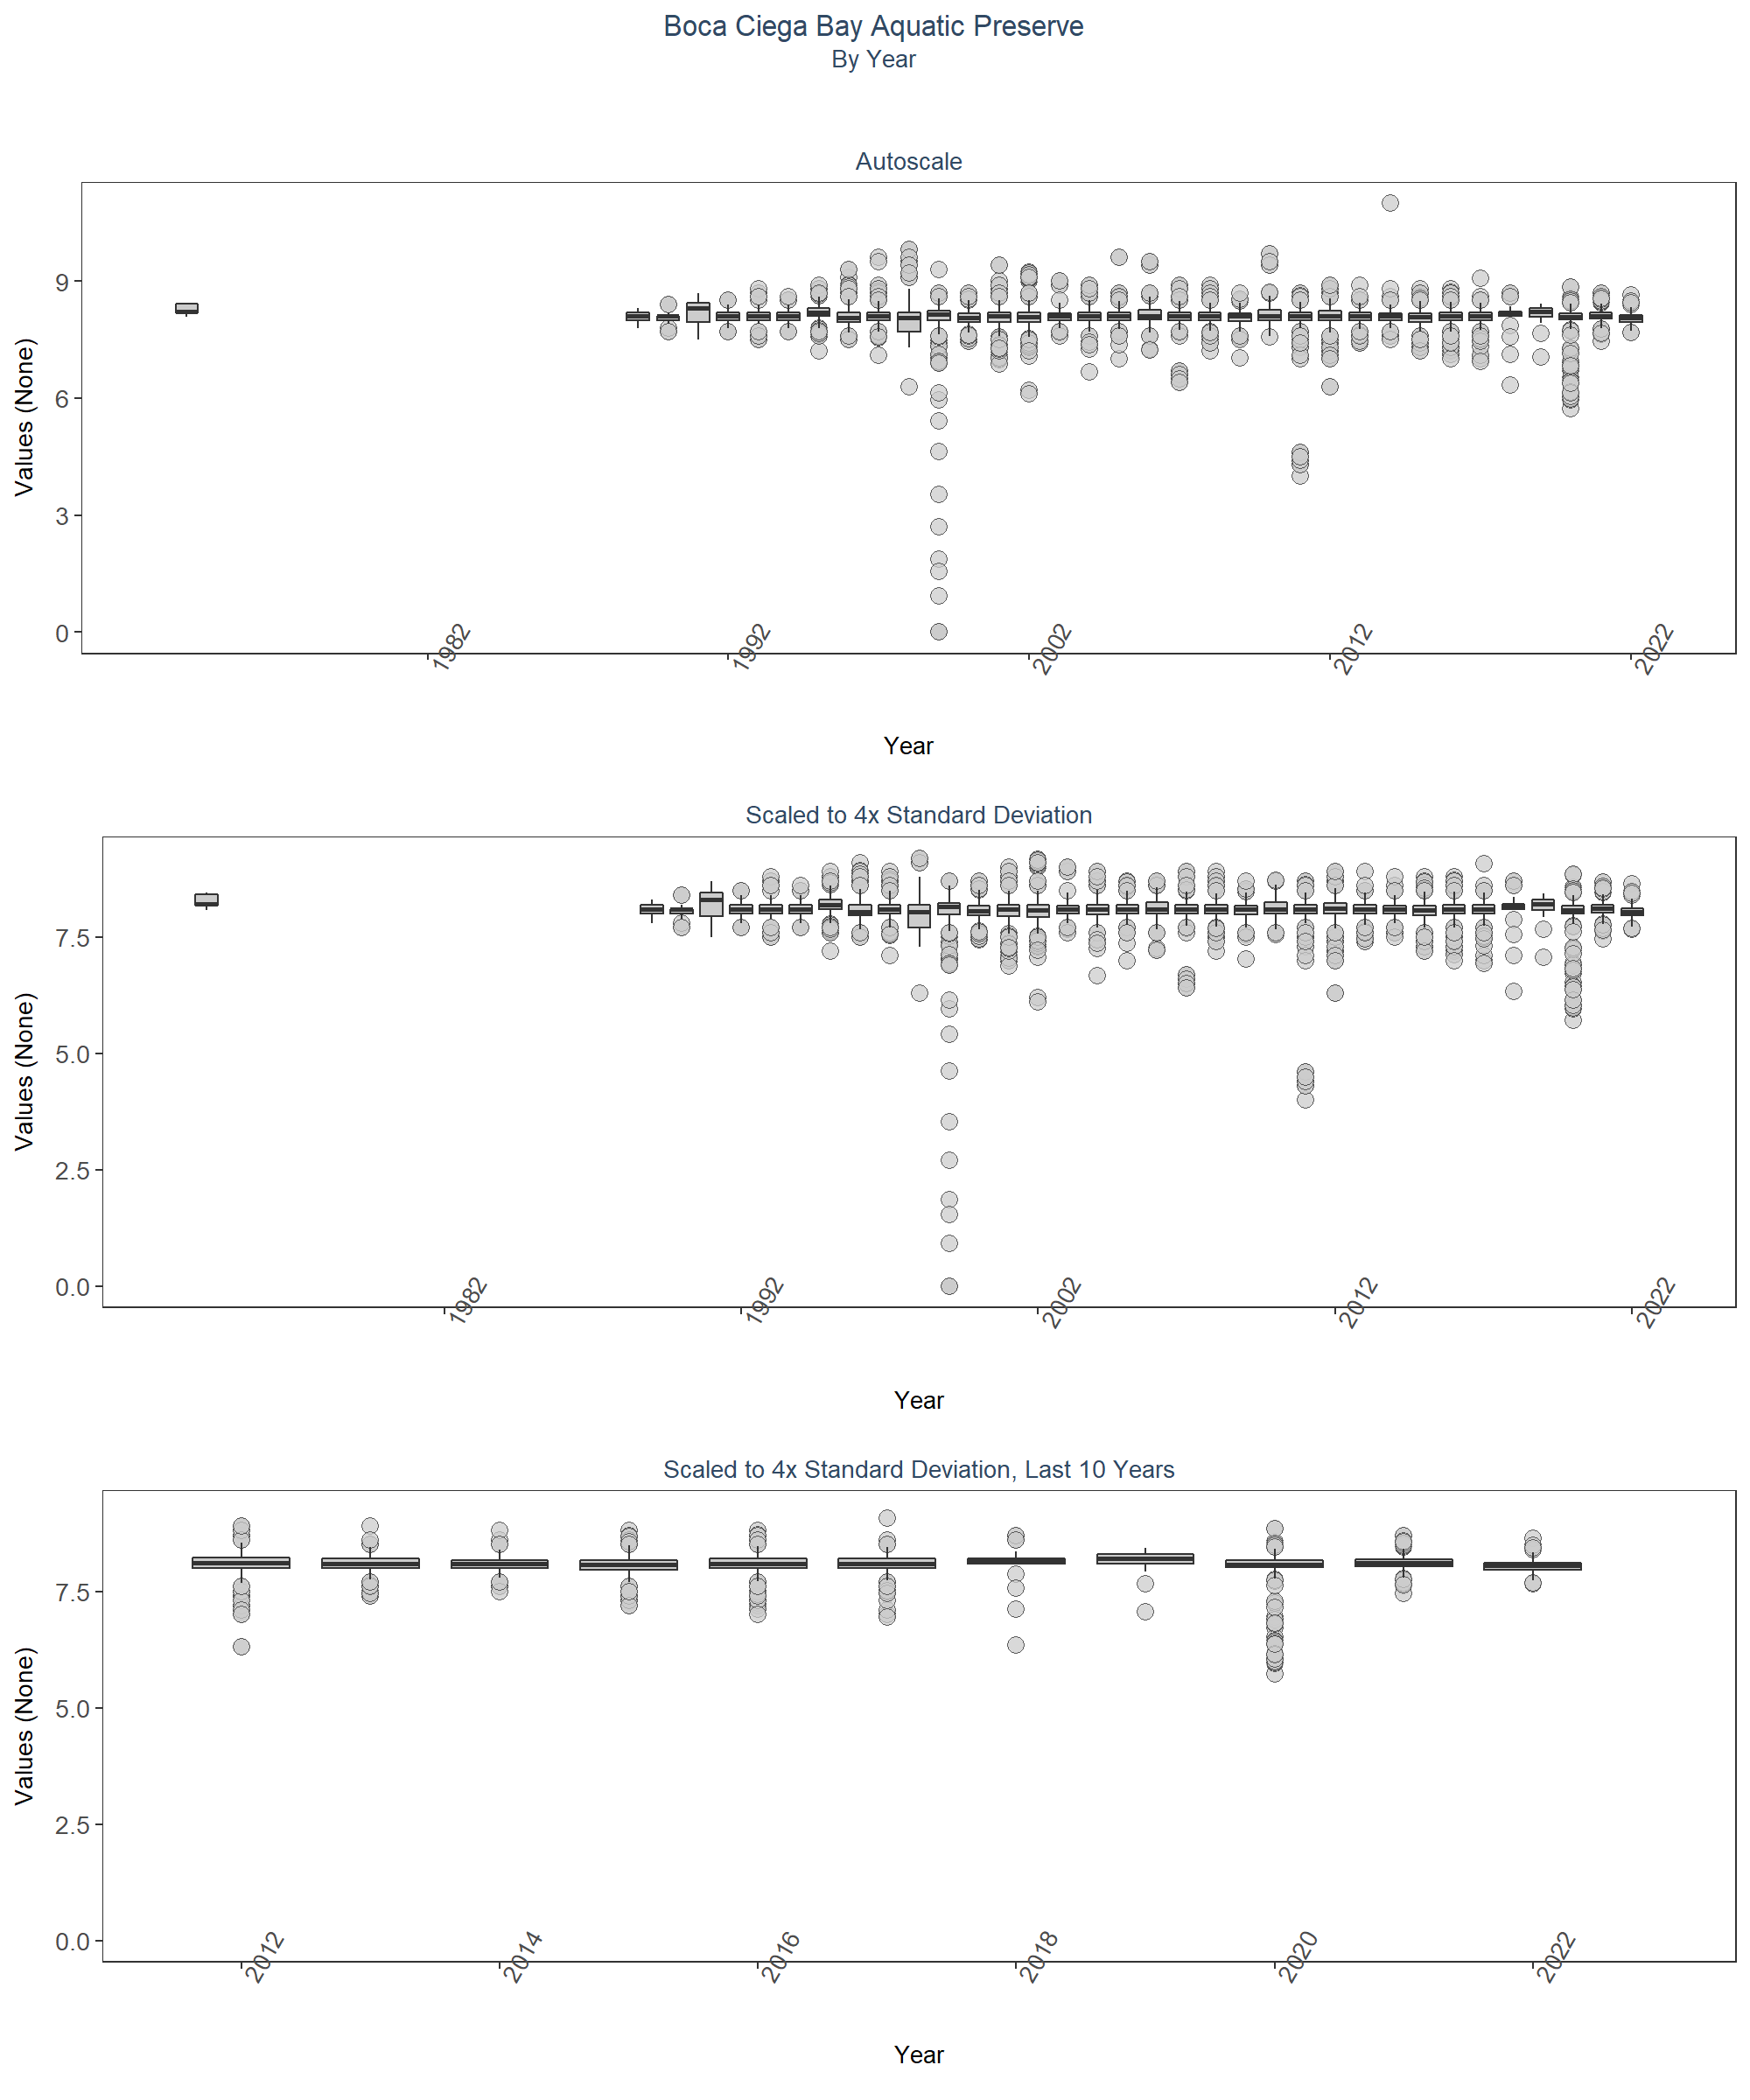 Boca Ciega Bay Aquatic Preserve
By Year
Autoscale
Values (None)
9
6
3
0
1982
1992
2002
2012
2022
Year
Scaled to 4x Standard Deviation
Values (None)
7.5
5.0
2.5
0.0
1982
1992
2002
2012
2022
Year
Scaled to 4x Standard Deviation, Last 10 Years
Values (None)
7.5
5.0
2.5
0.0
2012
2014
2016
2018
2020
2022
Year